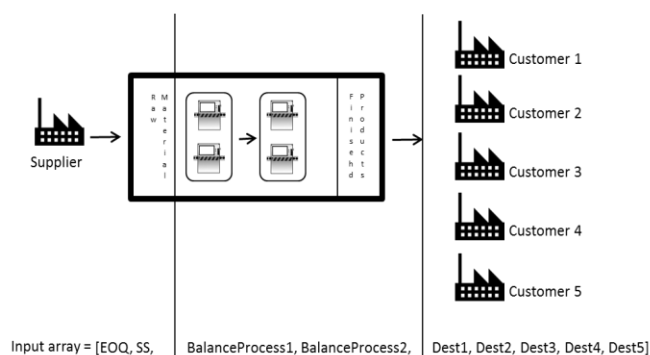 Supplier
Raw Material
Finisehd Products
Customer 1
Customer 2
Customer 3
Customer 4
Customer 5
Input array = [EOQ, SS, BalanceProcess1, BalanceProcess2, Dest1, Dest2, Dest3, Dest4, Dest5]